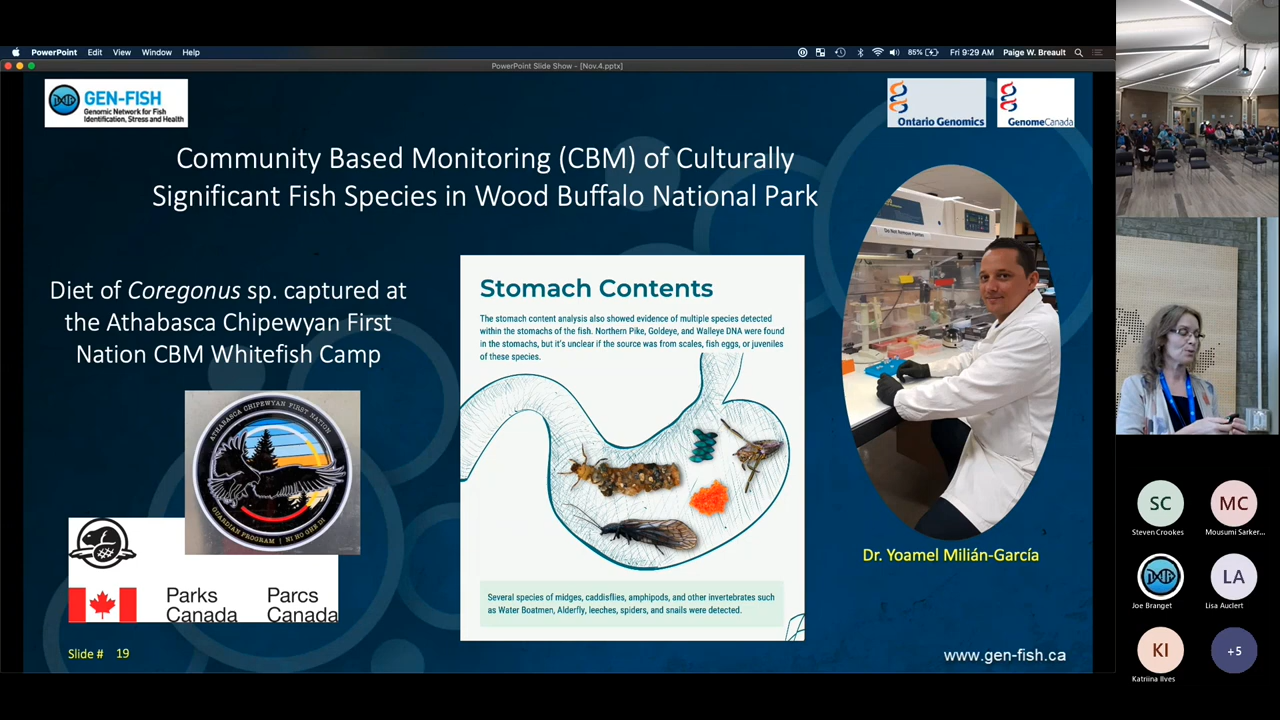 PowerPoint Edit View Window Help
85% Fri 9:29 AM Paige W. Breault
PowerPoint Slide Show - [Nov.4.pptx]
GEN-FISH
Genomic Network for Fish
Identification, Stress and Health
Ontario Genomics
GenomeCanada
Community Based Monitoring (CBM) of Culturally
Significant Fish Species in Wood Buffalo National Park
Diet of Coregonus sp. captured at
the Athabasca Chipewyan First
Nation CBM Whitefish Camp
ATHABASCA CHIPEWYAN FIRST NATION
GUARDIAN PROGRAM | NI HO GHE DI
Parks
Canada
Parcs
Canada
Stomach Contents
The stomach content analysis also showed evidence of multiple species detected
within the stomachs of the fish. Northern Pike, Goldeye, and Walleye DNA were found
in the stomachs, but it's unclear if the source was from scales, fish eggs, or juveniles
of these species.
Several species of midges, caddisflies, amphipods, and other invertebrates such
as Water Boatmen, Alderfly, leeches, spiders, and snails were detected.
Dr. Yoamel Milián-García
Slide # 19
www.gen-fish.ca
SC
Steven Crookes
MC
Mousumi Sarker...
Joe Branget
LA
Lisa Auclert
KI
Katriina Ilves
+5